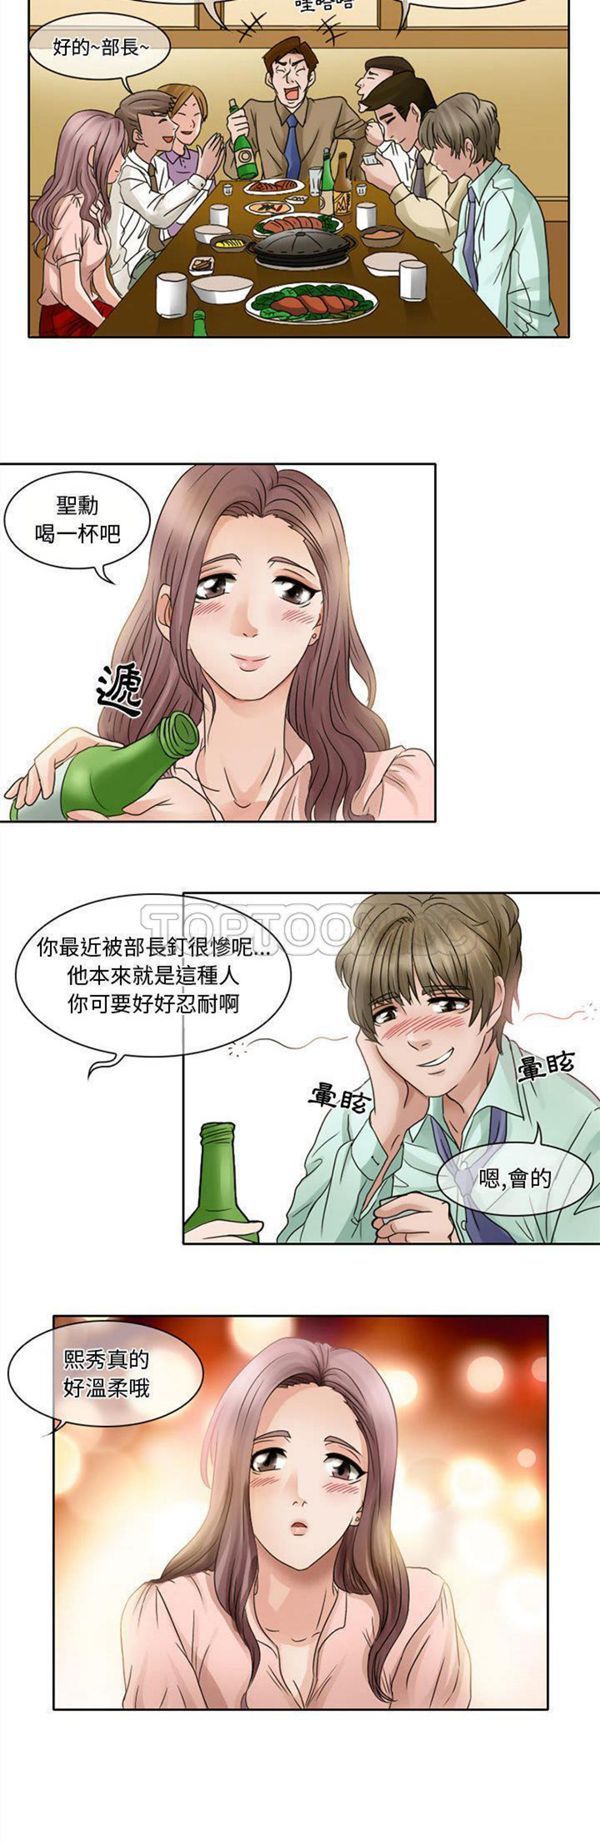 哇哈哈
好的~部長~
聖勳
喝一杯吧
遞
TOPTOON
你最近被部長釘很慘呢...
他本來就是這種人
你可要好好忍耐啊
暈眩
暈眩
嗯,會的
熙秀真的
好溫柔哦